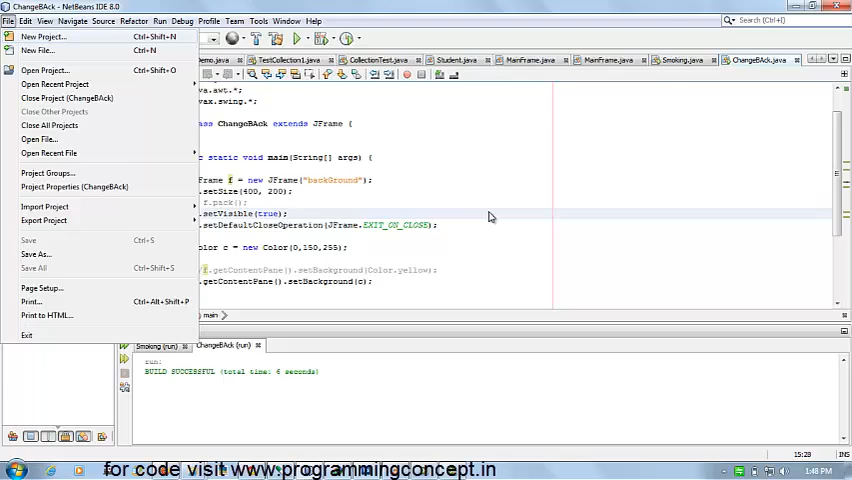 ChangeBAck - NetBeans IDE 8.0
File Edit View Navigate Source Refactor Run Debug Profile Team Tools Window Help
Search (Ctrl+I)
New Project... Ctrl+Shift+N
New File... Ctrl+N
Open Project... Ctrl+Shift+O
Open Recent Project
Close Project (ChangeBAck)
Close Other Projects
Close All Projects
Open File...
Open Recent File
Project Groups...
Project Properties (ChangeBAck)
Import Project
Export Project
Save Ctrl+S
Save As...
Save All Ctrl+Shift+S
Page Setup...
Print... Ctrl+Alt+Shift+P
Print to HTML...
Exit
Demo.java TestCollection1.java CollectionTest.java Student.java MainFrame.java MainFrame.java Smoking.java ChangeBAck.java
va.awt.*;
vax.swing.*;
ass ChangeBAck extends JFrame {
c static void main(String[] args) {
Frame f = new JFrame("backGround");
.setSize(400, 200);
f.pack();
.setVisible(true);
.setDefaultCloseOperation(JFrame.EXIT_ON_CLOSE);
olor c = new Color(0,150,255);
/f.getContentPane().setBackground(Color.yellow);
.getContentPane().setBackground(c);
main
Smoking (run) ChangeBAck (run)
run:
BUILD SUCCESSFUL (total time: 6 seconds)
15:28 INS
for code visit www.programmingconcept.in
1:48 PM